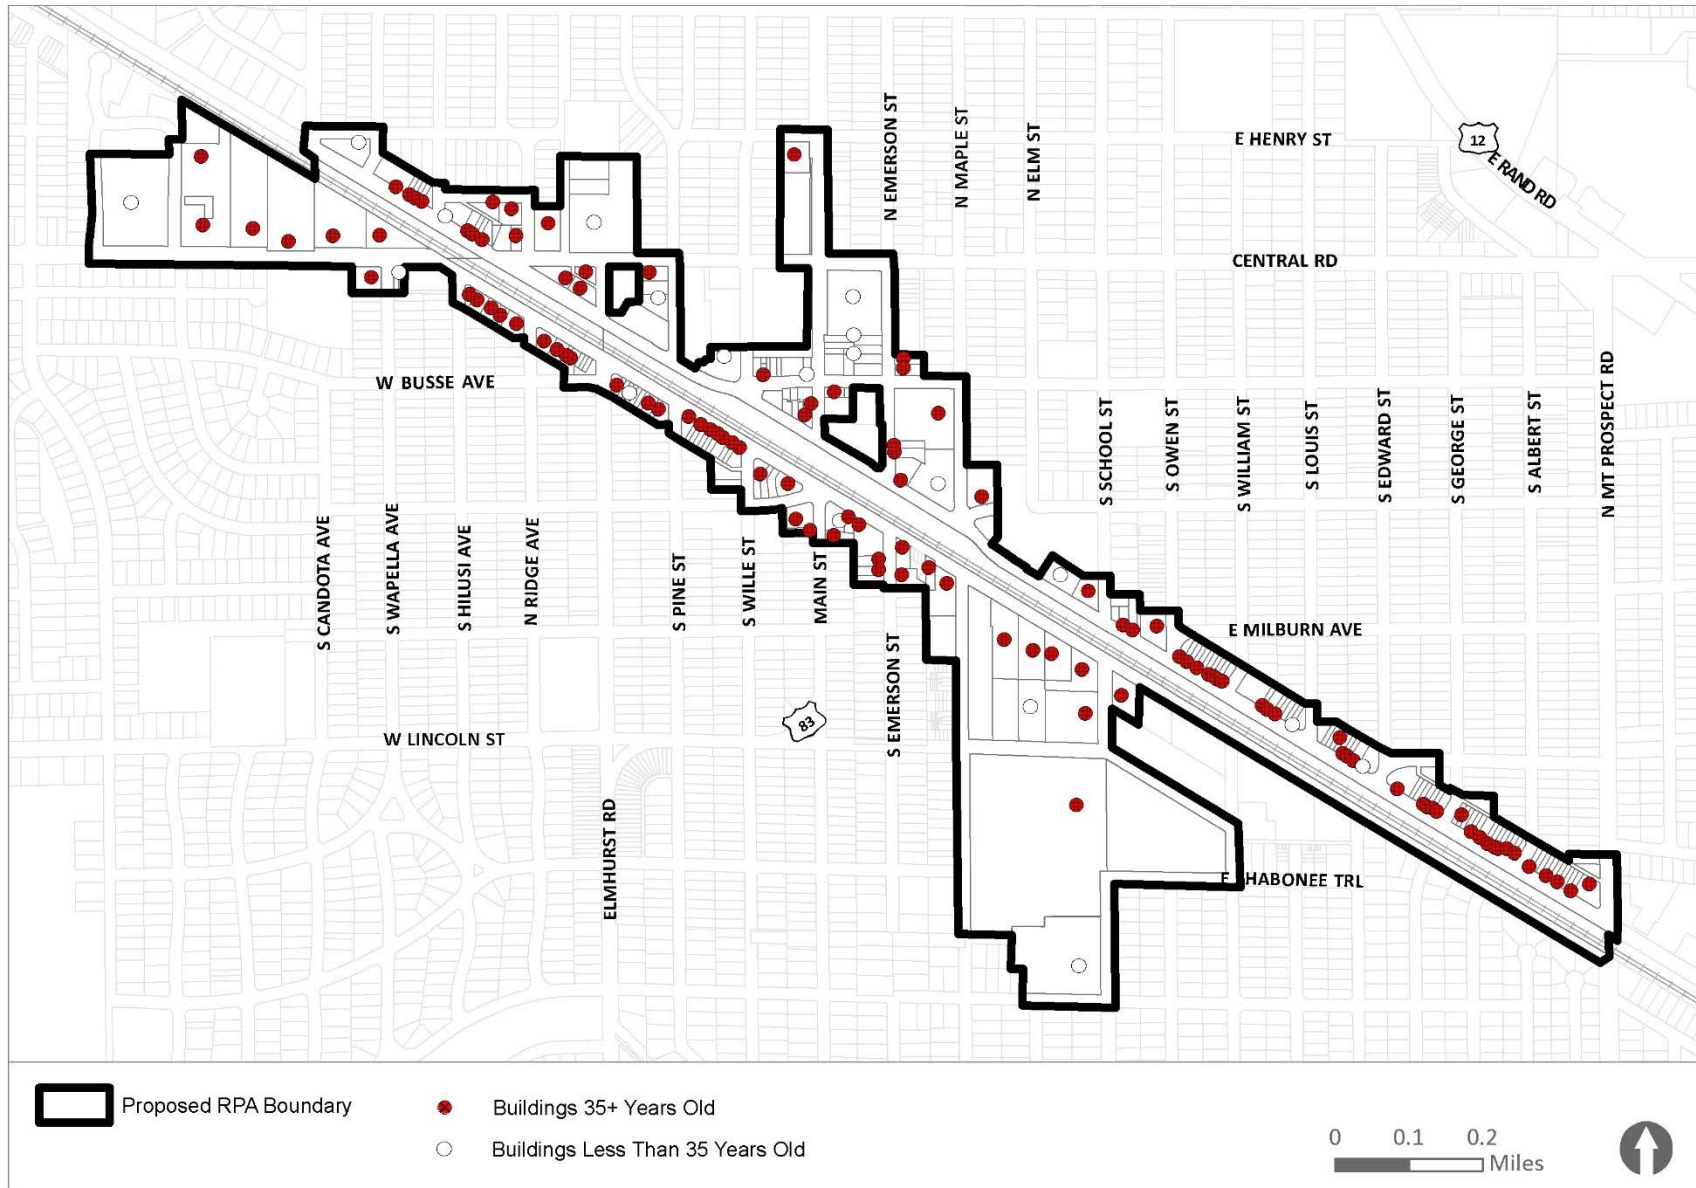 N EMERSON ST
N MAPLE ST
N ELM ST
E HENRY ST
12
E RAND RD
CENTRAL RD
W BUSSE AVE
S SCHOOL ST
S OWEN ST
S WILLIAM ST
S LOUIS ST
S EDWARD ST
S GEORGE ST
S ALBERT ST
N MT PROSPECT RD
S CANDOTA AVE
S WAPELLA AVE
S HILUSI AVE
N RIDGE AVE
S PINE ST
S WILLE ST
MAIN ST
S EMERSON ST
E MILBURN AVE
83
W LINCOLN ST
ELMHURST RD
E HABONEE TRL
Proposed RPA Boundary
Buildings 35+ Years Old
Buildings Less Than 35 Years Old
0 0.1 0.2
Miles